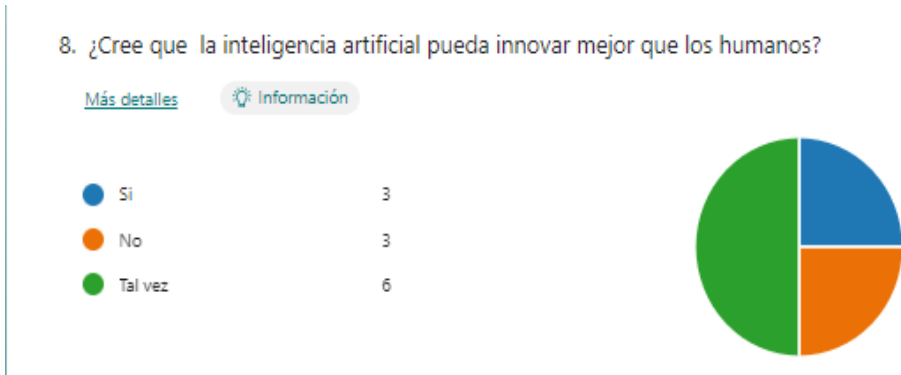 8. ¿Cree que  la inteligencia artificial pueda innovar mejor que los humanos?
Más detalles Información
Si 3
No 3
Tal vez 6